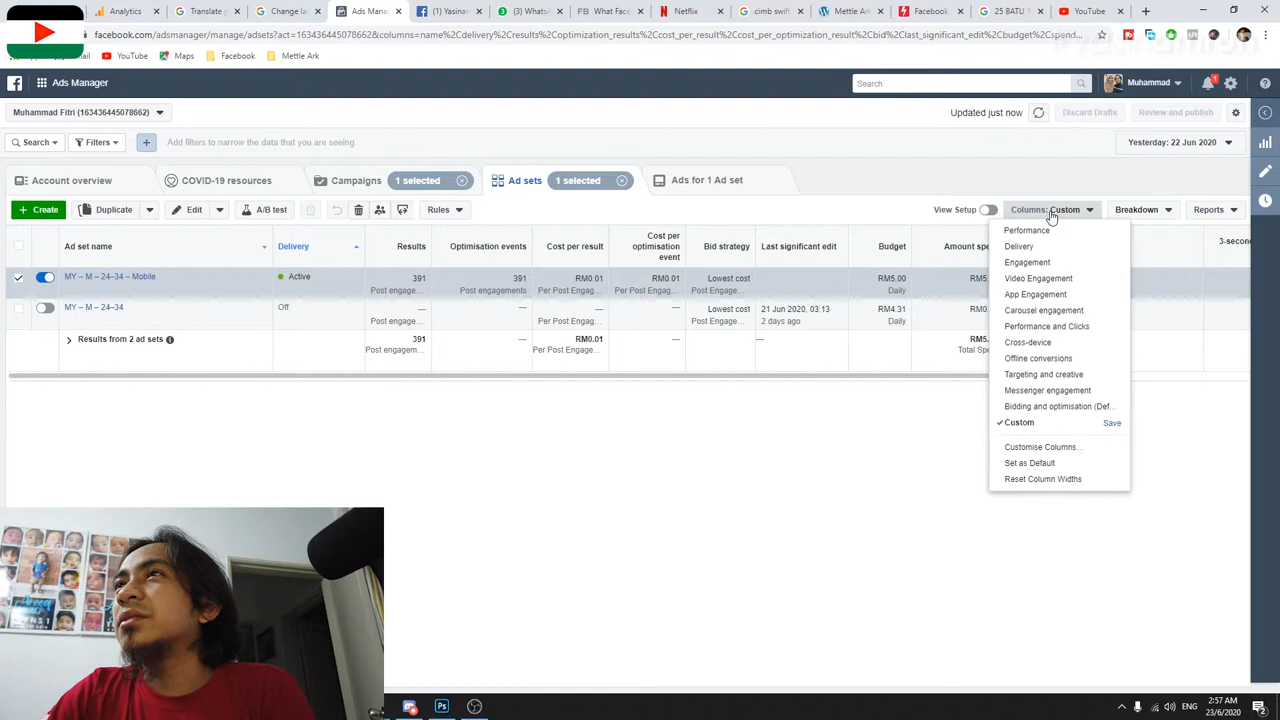 Analytics
Translate
Change la
Ads Manag
(1) Yasina
(3) Whats
What Face
Netflix
cimb swift
Mettle Ark
Facebook
25 BATU
YouTube
facebook.com/adsmanager/manage/adsets?act=163436445078662&columns=name%2Cdelivery%2Cresults%2Coptimization_results%2Ccost_per_result%2Ccost_per_optimization_result%2Cbid%2Clast_significant_edit%2Cbudget%2Cspend...
YouTube
Maps
Facebook
Mettle Ark
Ads Manager
Search
Muhammad
1
Muhammad Fitri (163436445078662)
Updated just now
Discard Drafts
Review and publish
Search
Filters
+
Add filters to narrow the data that you are seeing.
Yesterday: 22 Jun 2020
Account overview
COVID-19 resources
Campaigns
1 selected
Ad sets
1 selected
Ads for 1 Ad set
+ Create
Duplicate
Edit
A/B test
Rules
View Setup
Columns: Custom
Breakdown
Reports
Ad set name
Delivery
Results
Optimisation events
Cost per result
Cost per optimisation event
Bid strategy
Last significant edit
Budget
Amount spe
3-second
MY – M – 24–34 – Mobile
Active
391
391
RM0.01
RM0.01
Lowest cost
RM5.00
RM5.
Post engage...
Post engagements
Per Post Engag...
Per Post Engag...
Post Engage...
Daily
MY – M – 24–34
Off
—
—
—
—
Lowest cost
21 Jun 2020, 03:13
RM4.31
Post engage...
Per Post Engag...
Post Engage...
2 days ago
Daily
Results from 2 ad sets
391
—
RM0.01
—
—
RM5.
Post engagem...
Per Post Engage...
Total Spe
Performance
Delivery
Engagement
Video Engagement
App Engagement
Carousel engagement
Performance and Clicks
Cross-device
Offline conversions
Targeting and creative
Messenger engagement
Bidding and optimisation (Def...
Custom
Save
Customise Columns...
Set as Default
Reset Column Widths
Ps
2:57 AM
23/6/2020
2